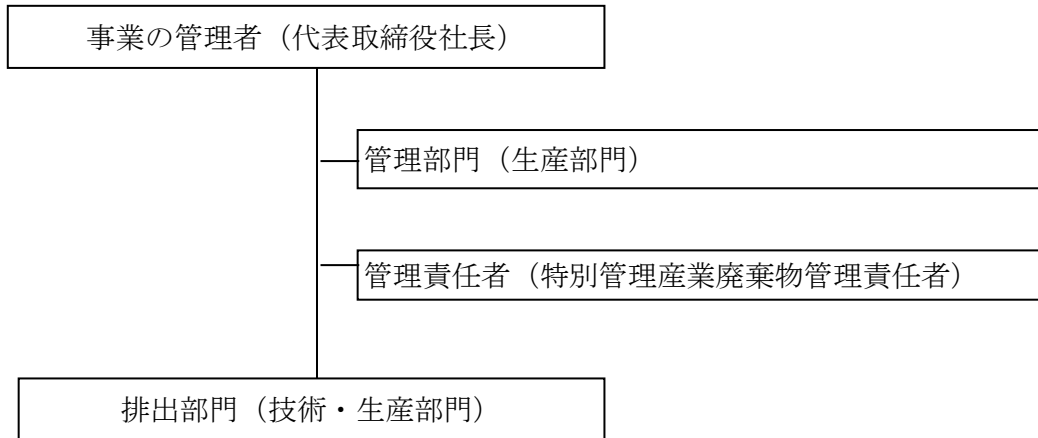 事業の管理者（代表取締役社長）
管理部門（生産部門）
管理責任者（特別管理産業廃棄物管理責任者）
排出部門（技術・生産部門）